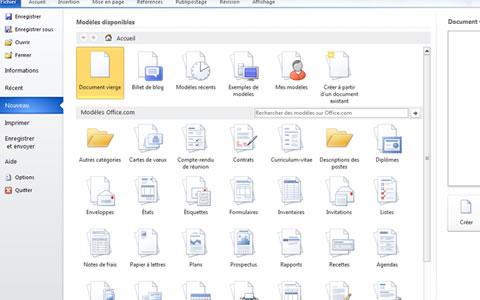 Fichier Accueil Insertion Mise en page Références Publipostage Révision Affichage
Enregistrer
Enregistrer sous
Ouvrir
Fermer
Informations
Récent
Nouveau
Imprimer
Enregistrer
et envoyer
Aide
Options
Quitter
Modèles disponibles
Accueil
Document vierge
Billet de blog
Modèles récents
Exemples de
modèles
Mes modèles
Créer à partir
d'un document
existant
Modèles Office.com
Rechercher des modèles sur Office.com
Autres catégories
Cartes de vœux
Compte-rendu
de réunion
Contrats
Curriculum-vitae
Descriptions des
postes
Diplômes
Enveloppes
États
Étiquettes
Formulaires
Inventaires
Invitations
Listes
Notes de frais
Papier à lettres
Plans
Prospectus
Rapports
Recettes
Agendas
Document
Créer